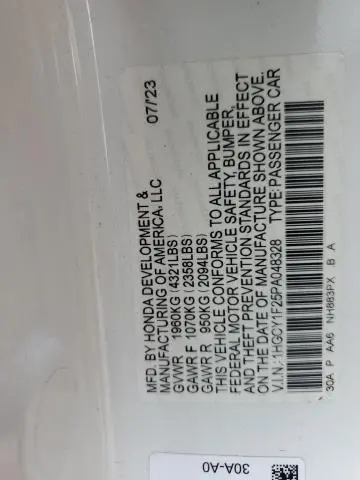 MFD. BY HONDA DEVELOPMENT & 07/23
MANUFACTURING OF AMERICA, LLC
GVWR 1960KG (4321LBS)
GAWR F 1070KG (2358LBS)
GAWR R 950KG (2094LBS)
THIS VEHICLE CONFORMS TO ALL APPLICABLE
FEDERAL MOTOR VEHICLE SAFETY, BUMPER,
AND THEFT PREVENTION STANDARDS IN EFFECT
ON THE DATE OF MANUFACTURE SHOWN ABOVE.
V.I.N.: 1HGCY1F25PA048328 TYPE: PASSENGER CAR
30A P AA6 NH883PX B A
30A-A0